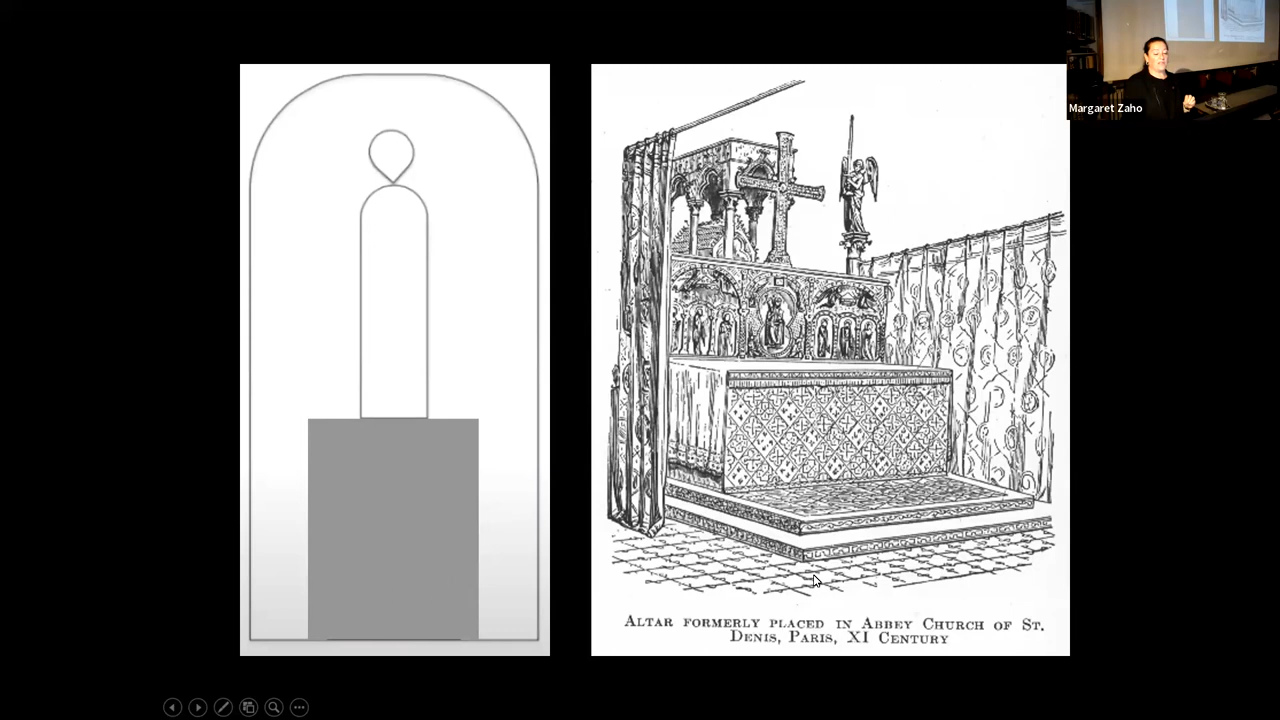 Margaret Zaho
ALTAR FORMERLY PLACED IN ABBEY CHURCH OF ST.
DENIS, PARIS, XI CENTURY